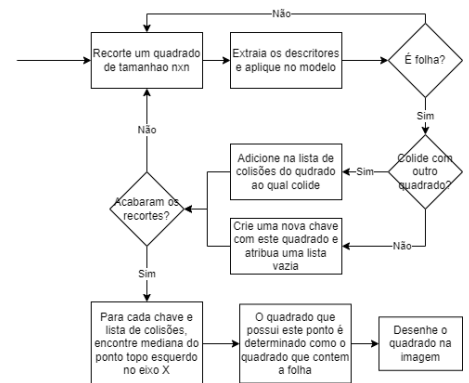 Não
Recorte um quadrado
de tamanhao nxn
Extraia os descritores
e aplique no modelo
É folha?
Sim
Não
Adicione na lista de
colisões do qudrado
ao qual colide
Sim
Colide com
outro
quadrado?
Acabaram os
recortes?
Crie uma nova chave
com este quadrado e
atribua uma lista
vazia
Não
Sim
Para cada chave e
lista de colisões,
encontre mediana do
ponto topo esquerdo
no eixo X
O quadrado que
possui este ponto é
determinado como o
quadrado que contem
a folha
Desenhe o
quadrado na
imagem